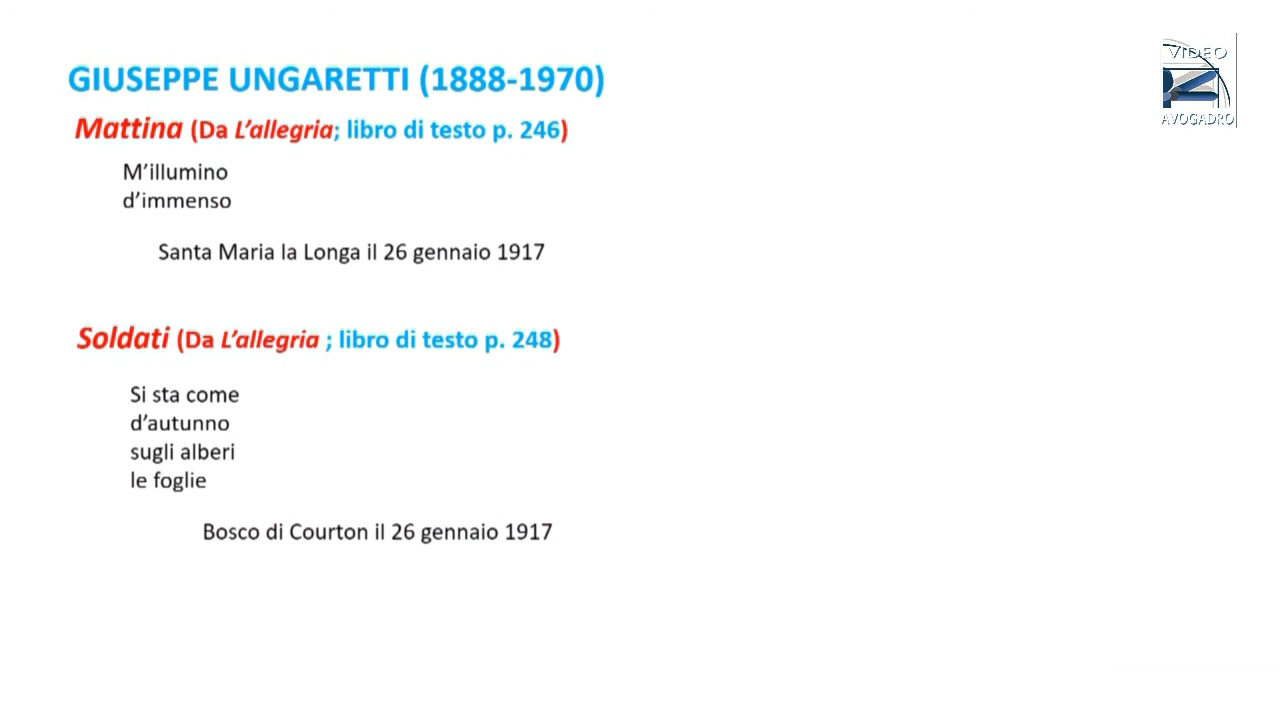 GIUSEPPE UNGARETTI (1888-1970)
VIDEO
AVOGADRO
Mattina (Da L’allegria; libro di testo p. 246)
M’illumino
d’immenso
Santa Maria la Longa il 26 gennaio 1917
Soldati (Da L’allegria ; libro di testo p. 248)
Si sta come
d’autunno
sugli alberi
le foglie
Bosco di Courton il 26 gennaio 1917